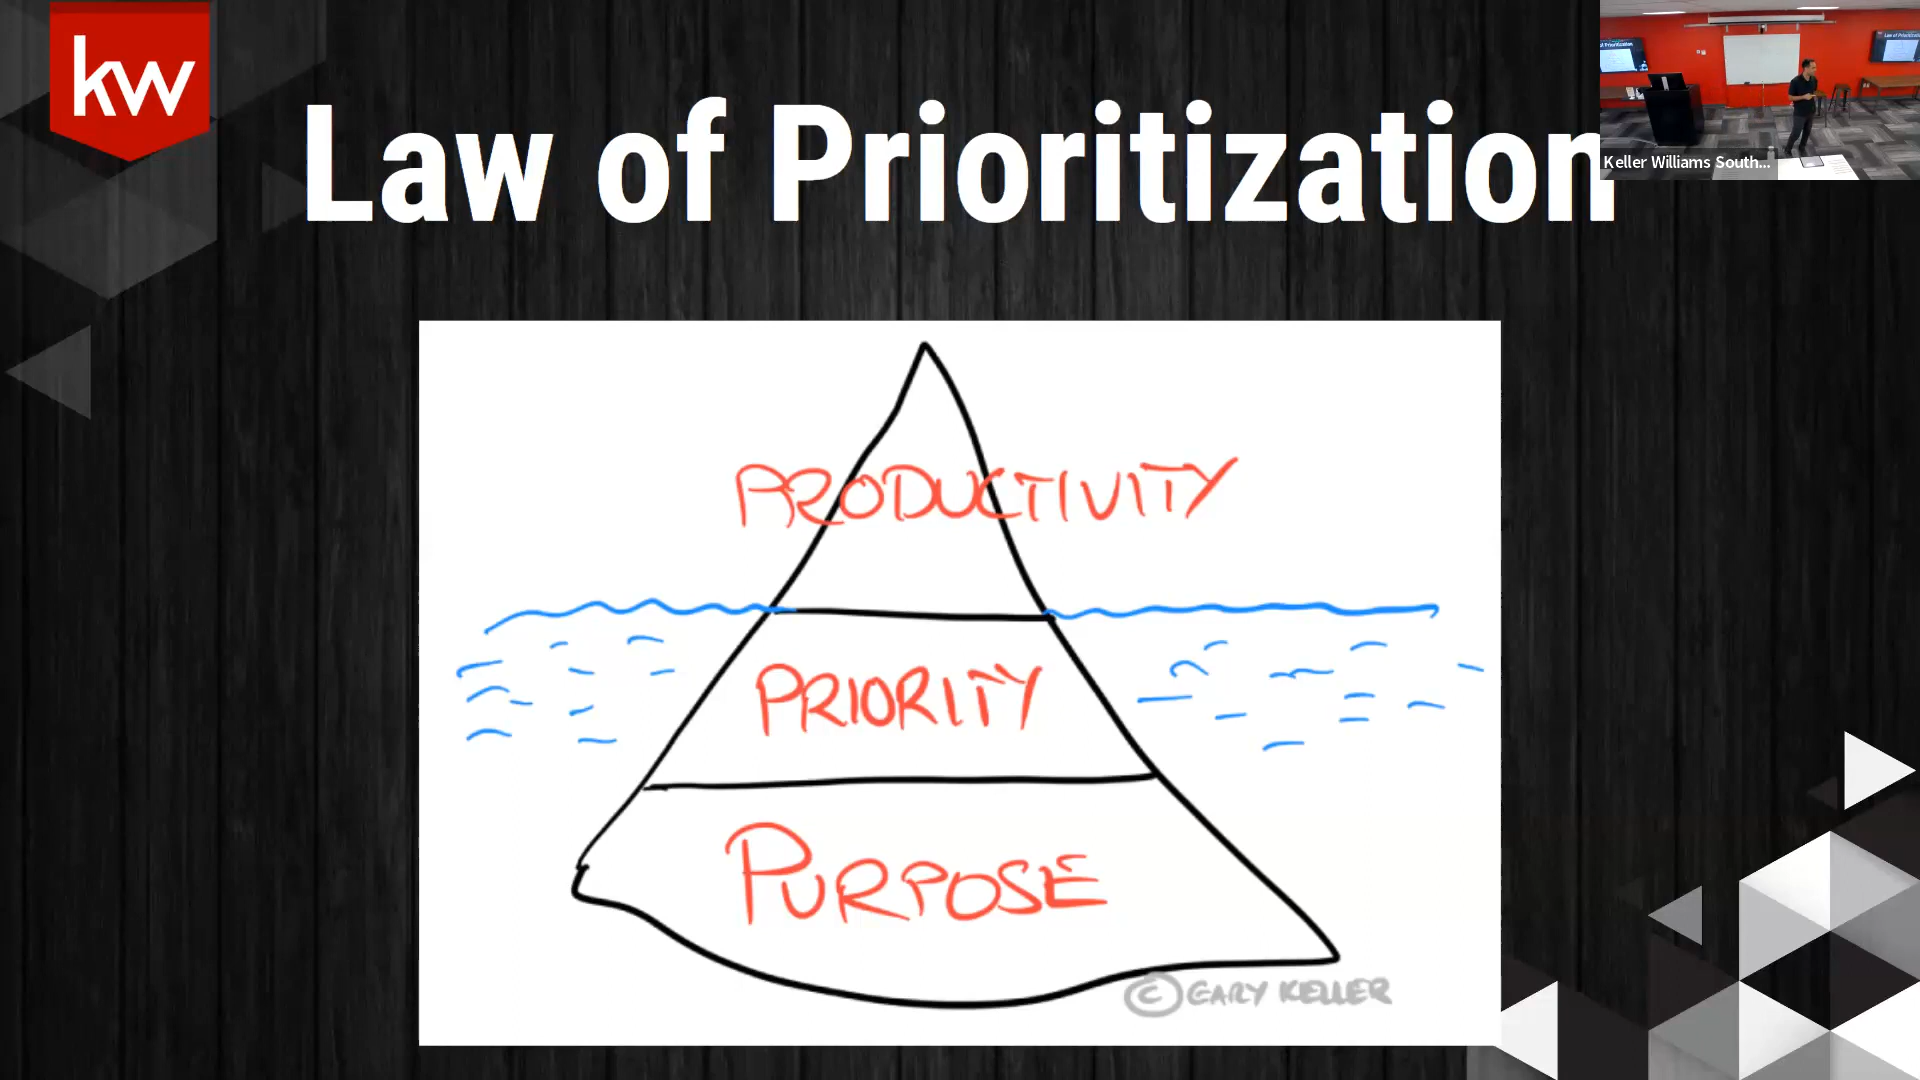 kw
Law of Prioritization
Keller Williams South...
PRODUCTIVITY
PRIORITY
PURPOSE
© GARY KELLER